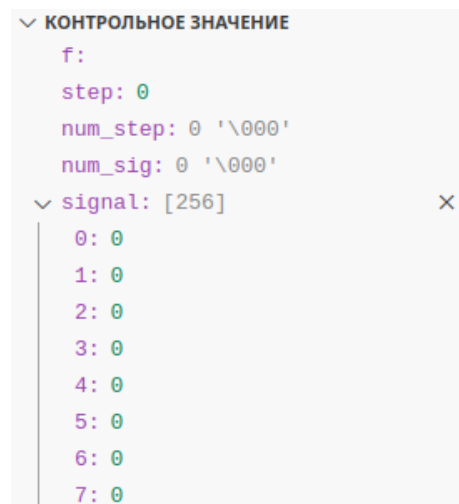 КОНТРОЛЬНОЕ ЗНАЧЕНИЕ
f:
step: 0
num_step: 0 '\000'
num_sig: 0 '\000'
signal: [256]
0: 0
1: 0
2: 0
3: 0
4: 0
5: 0
6: 0
7: 0